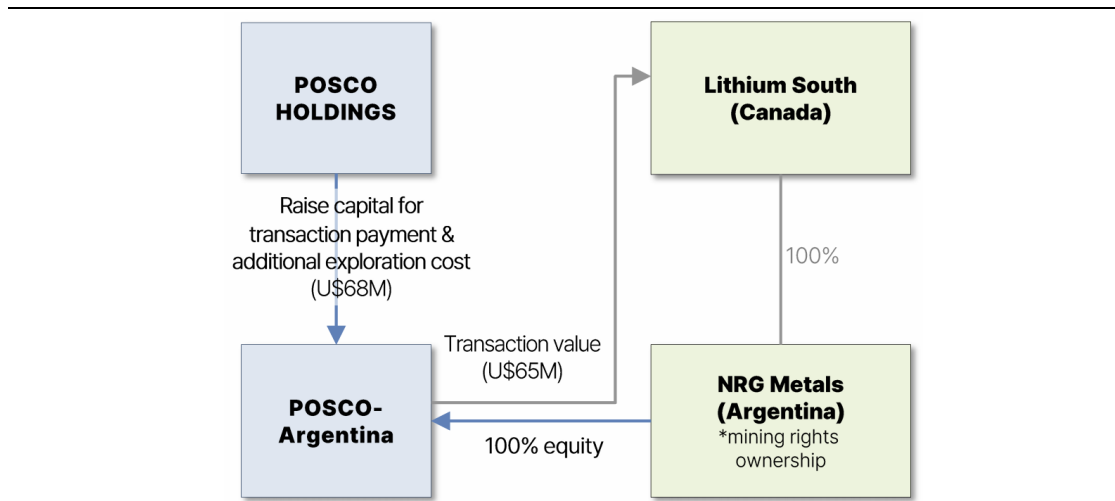 POSCO
HOLDINGS
Lithium South
(Canada)
Raise capital for
transaction payment &
additional exploration cost
(U$68M)
100%
Transaction value
(U$65M)
POSCO-
Argentina
100% equity
NRG Metals
(Argentina)
*mining rights
ownership